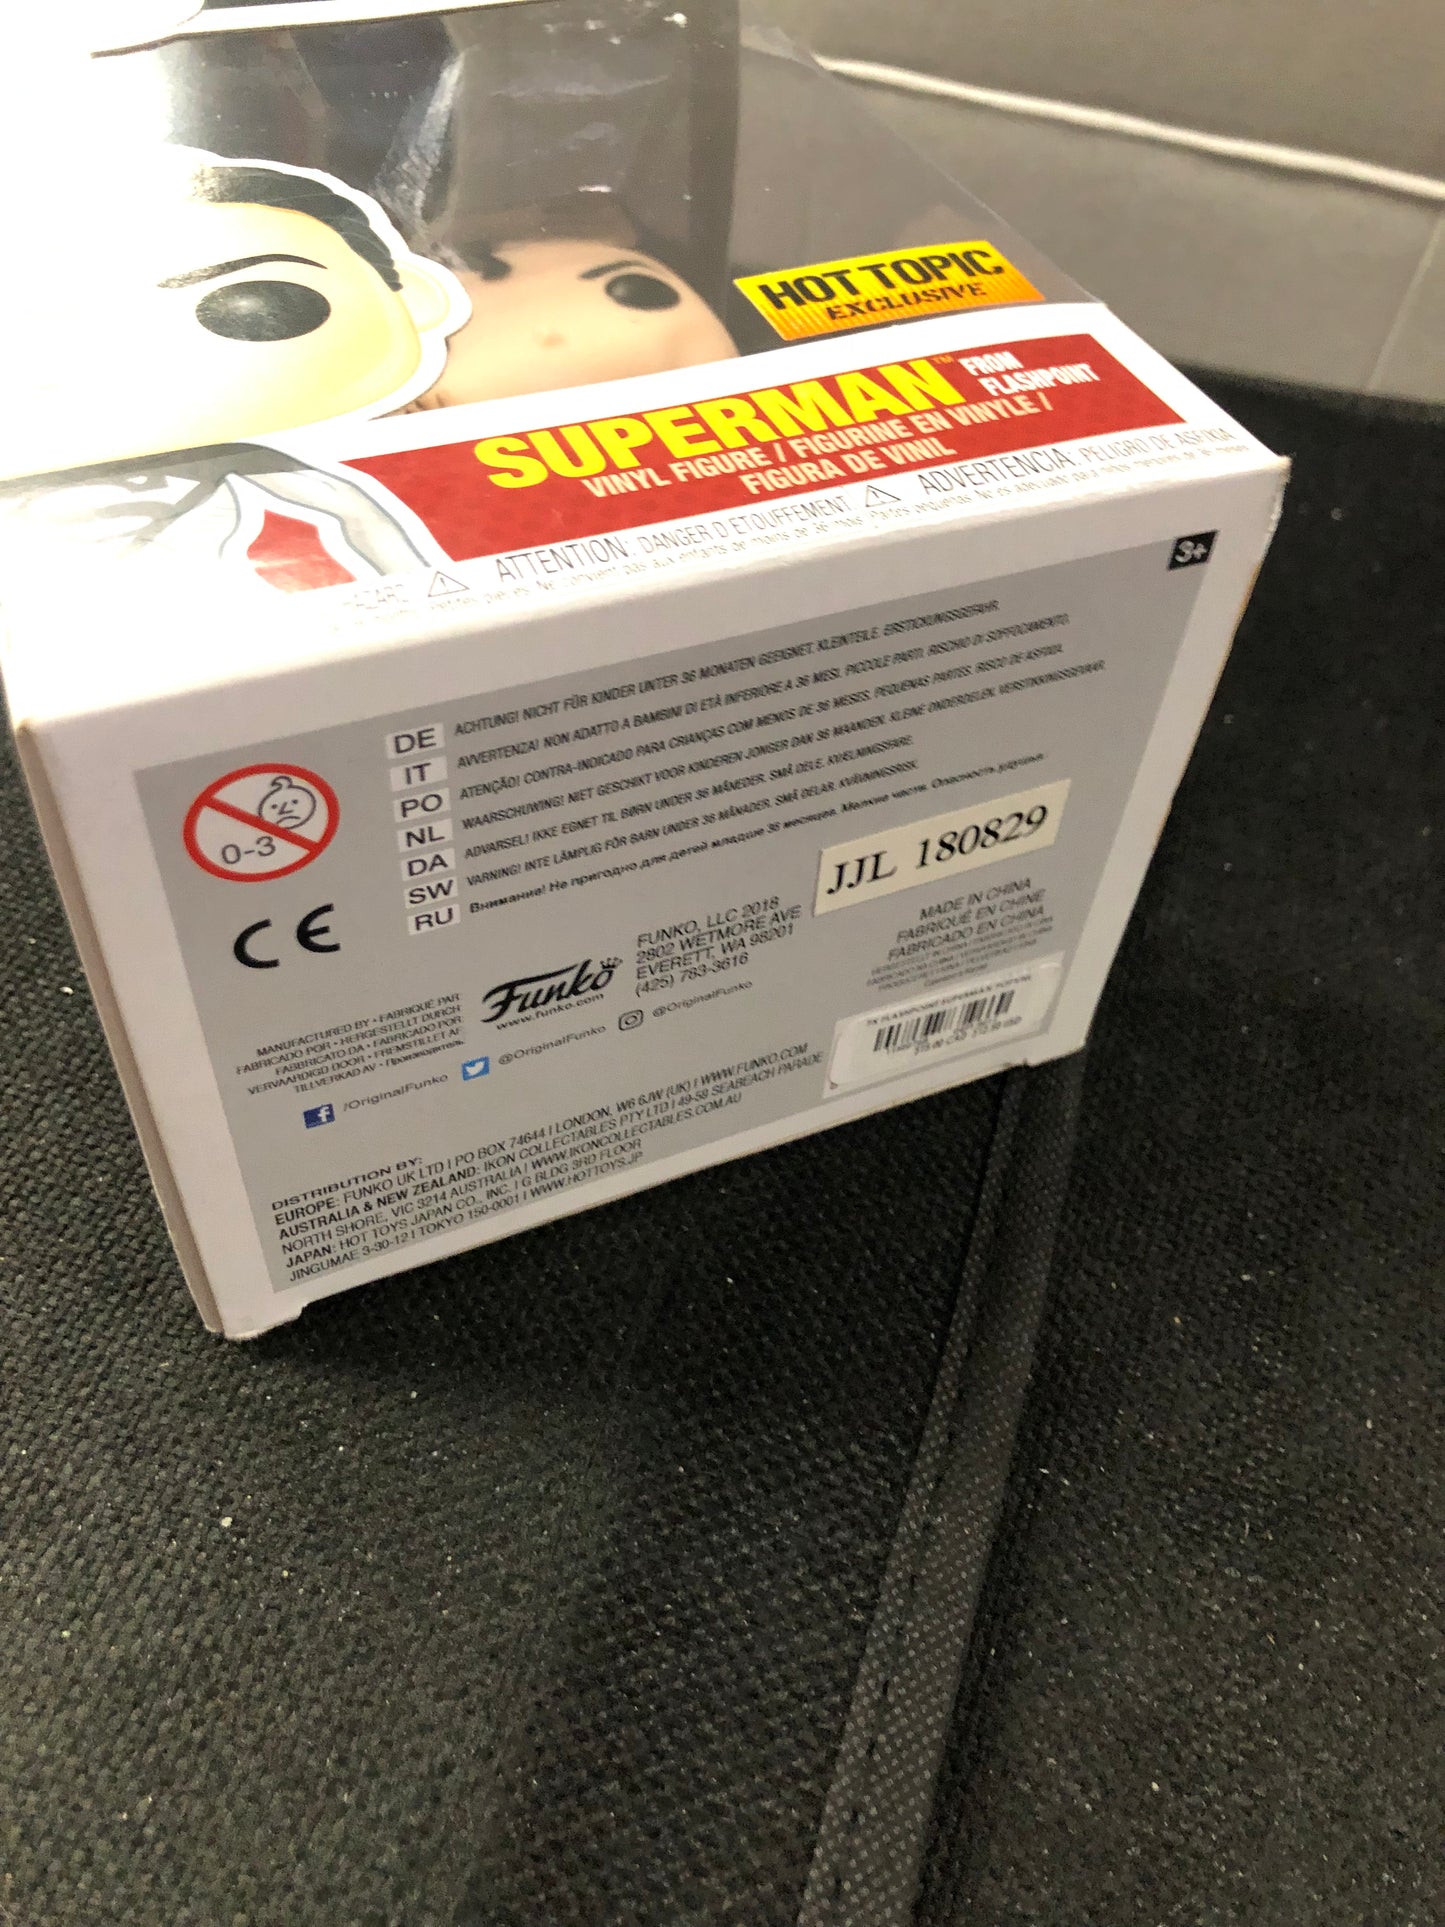 HOT TOPIC
EXCLUSIVE
SUPERMAN™ FROM
FLASHPOINT
VINYL FIGURE / FIGURINE EN VINYLE /
FIGURA DE VINIL
ATTENTION: DANGER D'ETOUFFEMENT ADVERTENCIA: PELIGRO DE ASFIXIA
3+
0-3
DE ACHTUNG! NICHT FÜR KINDER UNTER 36 MONATEN GEEIGNET. KLEINTEILE. ERSTICKUNGSGEFAHR.
IT AVVERTENZA! NON ADATTO A BAMBINI DI ETÀ INFERIORE A 36 MESI. PICCOLE PARTI. RISCHIO DI SOFFOCAMENTO.
PO ATENÇÃO! CONTRA-INDICADO PARA CRIANÇAS COM MENOS DE 36 MESES. PEQUENAS PARTES. RISCO DE ASFIXIA.
NL WAARSCHUWING! NIET GESCHIKT VOOR KINDEREN JONGER DAN 36 MAANDEN. KLEINE ONDERDELEN. VERSTIKKINGSGEVAAR.
DA ADVARSEL! IKKE EGNET TIL BØRN UNDER 36 MÅNEDER. SMÅ DELE. KVÆLNINGSFARE.
SW VARNING! INTE LÄMPLIG FÖR BARN UNDER 36 MÅNADER. SMÅ DELAR. KVÄVNINGSRISK.
RU Внимание! Не пригодно для детей младше 36 месяцев. Мелкие части. Опасность удушья.
CE
JJL 180829
MANUFACTURED BY • FABRIQUÉ PAR
FABRICADO POR • HERGESTELLT DURCH
FABBRICATO DA • FABRICADO POR
VERVAARDIGD DOOR • FREMSTILLET AF
TILLVERKAD AV • Производитель
Funko
www.funko.com
FUNKO, LLC 2018
2802 WETMORE AVE
EVERETT, WA 98201
(425) 783-3616
MADE IN CHINA
FABRIQUÉ EN CHINE
FABRICADO EN CHINA
/OriginalFunko @OriginalFunko @OriginalFunko
DISTRIBUTION BY:
EUROPE: FUNKO UK LTD | PO BOX 74644 | LONDON, W6 6JW (UK) | WWW.FUNKO.COM
AUSTRALIA & NEW ZEALAND: IKON COLLECTABLES PTY LTD | 49-59 SEABEACH PARADE
NORTH SHORE, VIC 3214 AUSTRALIA | WWW.IKONCOLLECTABLES.COM.AU
JAPAN: HOT TOYS JAPAN CO., INC. | G BLDG 3RD FLOOR
JINGUMAE 3-30-12 | TOKYO 150-0001 | WWW.HOTTOYS.JP